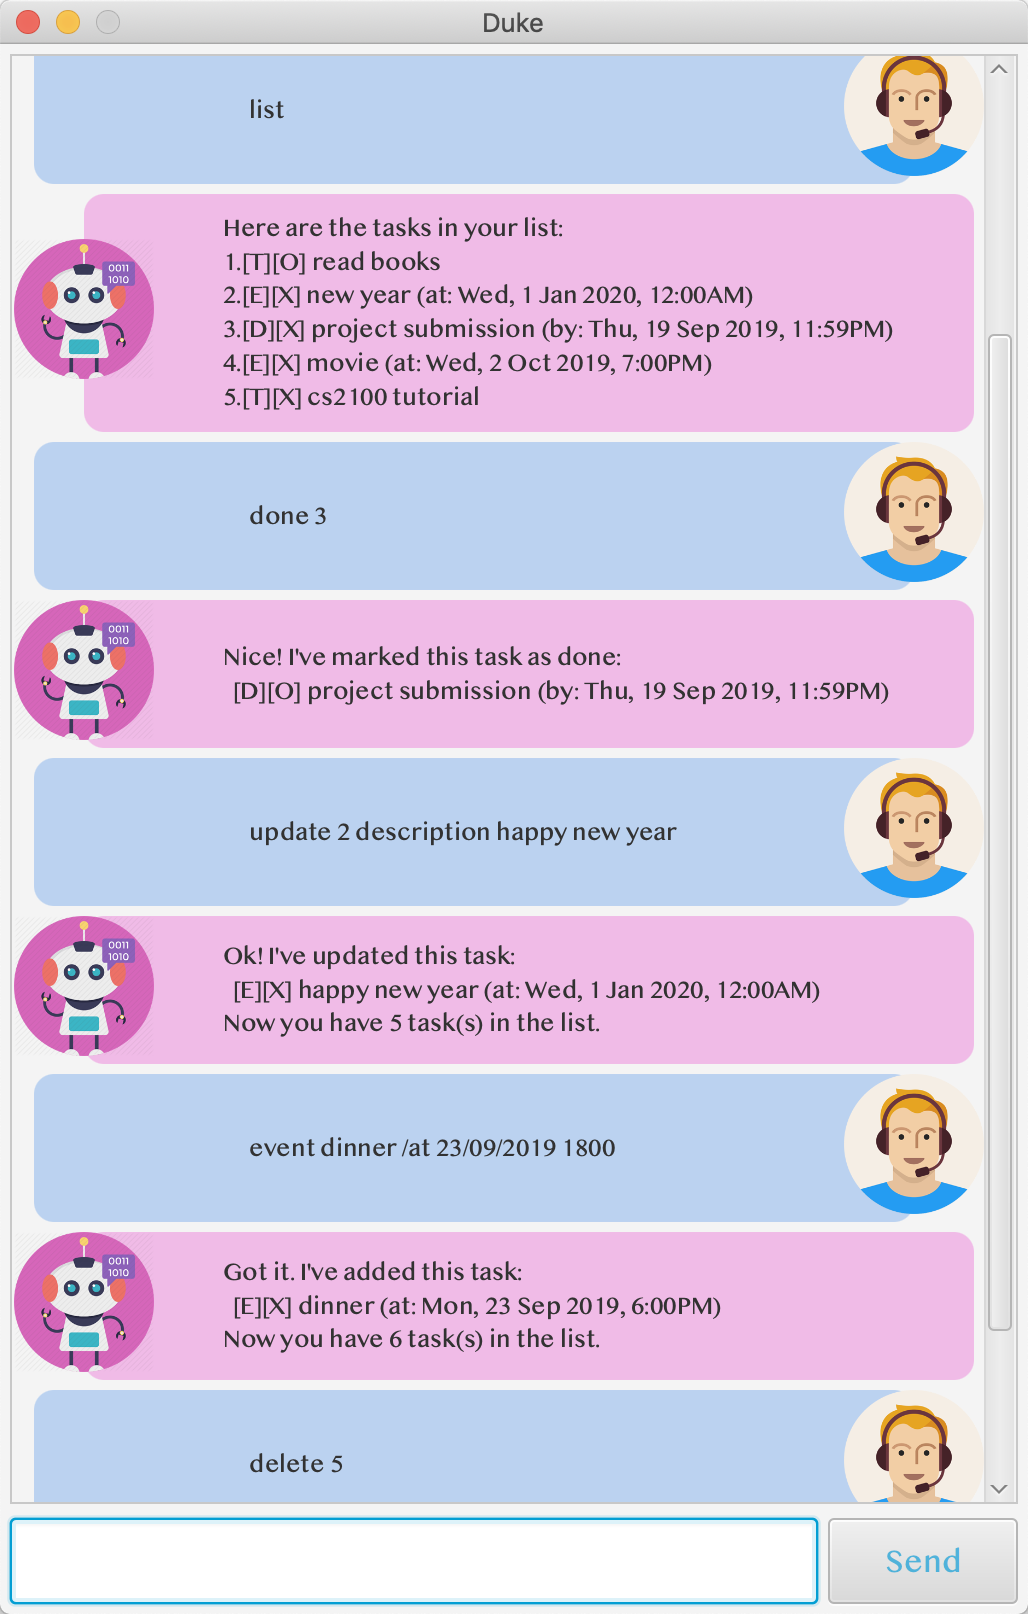 Duke
list
Here are the tasks in your list:
1.[T][O] read books
2.[E][X] new year (at: Wed, 1 Jan 2020, 12:00AM)
3.[D][X] project submission (by: Thu, 19 Sep 2019, 11:59PM)
4.[E][X] movie (at: Wed, 2 Oct 2019, 7:00PM)
5.[T][X] cs2100 tutorial
0011
1010
done 3
Nice! I've marked this task as done:
[D][O] project submission (by: Thu, 19 Sep 2019, 11:59PM)
0011
1010
update 2 description happy new year
Ok! I've updated this task:
[E][X] happy new year (at: Wed, 1 Jan 2020, 12:00AM)
Now you have 5 task(s) in the list.
0011
1010
event dinner /at 23/09/2019 1800
Got it. I've added this task:
[E][X] dinner (at: Mon, 23 Sep 2019, 6:00PM)
Now you have 6 task(s) in the list.
0011
1010
delete 5
Send